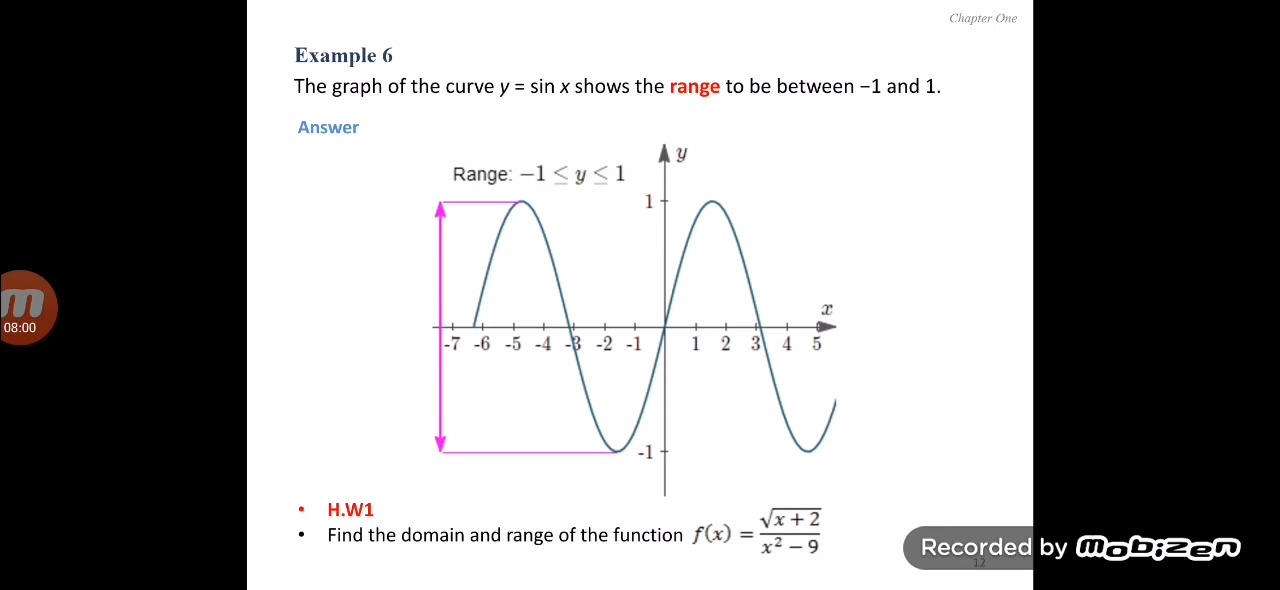 Chapter One
Example 6
The graph of the curve y = sin x shows the range to be between −1 and 1.
Answer
y
Range: −1 ≤ y ≤ 1
1
x
-7 -6 -5 -4 -3 -2 -1 1 2 3 4 5
-1
08:00
• H.W1
• Find the domain and range of the function f(x) = √(x + 2) / (x² − 9)
Recorded by mobizen
12